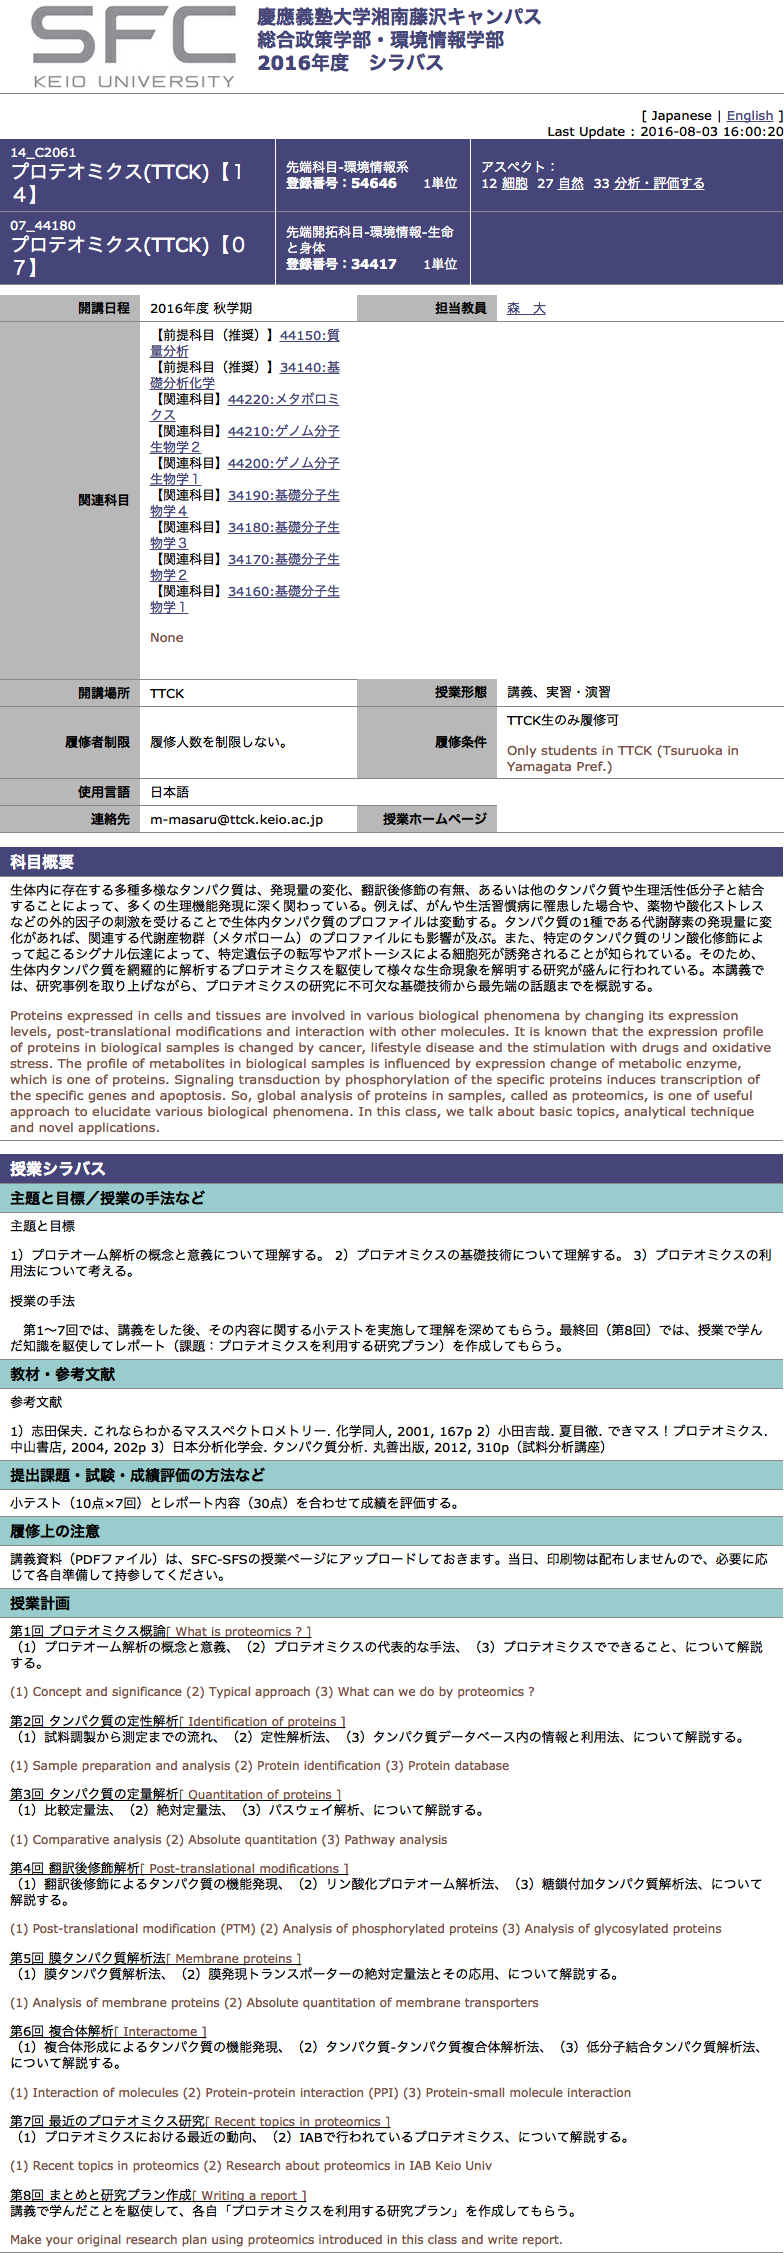 SFC
KEIO UNIVERSITY
慶應義塾大学湘南藤沢キャンパス
総合政策学部・環境情報学部
2016年度　シラバス
[ Japanese | English ]
Last Update : 2016-08-03 16:00:20
14_C2061
プロテオミクス(TTCK)【１
４】
先端科目-環境情報系
登録番号：54646　　1単位
アスペクト：
12 細胞 27 自然 33 分析・評価する
07_44180
プロテオミクス(TTCK)【０
７】
先端開拓科目-環境情報-生命
と身体
登録番号：34417　　1単位
開講日程
2016年度 秋学期
担当教員
森　大
関連科目
【前提科目（推奨）】44150:質
量分析
【前提科目（推奨）】34140:基
礎分析化学
【関連科目】44220:メタボロミ
クス
【関連科目】44210:ゲノム分子
生物学２
【関連科目】44200:ゲノム分子
生物学１
【関連科目】34190:基礎分子生
物学４
【関連科目】34180:基礎分子生
物学３
【関連科目】34170:基礎分子生
物学２
【関連科目】34160:基礎分子生
物学１
None
開講場所
TTCK
授業形態
講義、実習・演習
履修者制限
履修人数を制限しない。
履修条件
TTCK生のみ履修可
Only students in TTCK (Tsuruoka in
Yamagata Pref.)
使用言語
日本語
連絡先
m-masaru@ttck.keio.ac.jp
授業ホームページ
科目概要
生体内に存在する多種多様なタンパク質は、発現量の変化、翻訳後修飾の有無、あるいは他のタンパク質や生理活性低分子と結合
することによって、多くの生理機能発現に深く関わっている。例えば、がんや生活習慣病に罹患した場合や、薬物や酸化ストレス
などの外的因子の刺激を受けることで生体内タンパク質のプロファイルは変動する。タンパク質の1種である代謝酵素の発現量に変
化があれば、関連する代謝産物群（メタボローム）のプロファイルにも影響が及ぶ。また、特定のタンパク質のリン酸化修飾によ
って起こるシグナル伝達によって、特定遺伝子の転写やアポトーシスによる細胞死が誘発されることが知られている。そのため、
生体内タンパク質を網羅的に解析するプロテオミクスを駆使して様々な生命現象を解明する研究が盛んに行われている。本講義で
は、研究事例を取り上げながら、プロテオミクスの研究に不可欠な基礎技術から最先端の話題までを概説する。
Proteins expressed in cells and tissues are involved in various biological phenomena by changing its expression
levels, post-translational modifications and interaction with other molecules. It is known that the expression profile
of proteins in biological samples is changed by cancer, lifestyle disease and the stimulation with drugs and oxidative
stress. The profile of metabolites in biological samples is influenced by expression change of metabolic enzyme,
which is one of proteins. Signaling transduction by phosphorylation of the specific proteins induces transcription of
the specific genes and apoptosis. So, global analysis of proteins in samples, called as proteomics, is one of useful
approach to elucidate various biological phenomena. In this class, we talk about basic topics, analytical technique
and novel applications.
授業シラバス
主題と目標／授業の手法など
主題と目標
1）プロテオーム解析の概念と意義について理解する。 2）プロテオミクスの基礎技術について理解する。 3）プロテオミクスの利
用法について考える。
授業の手法
　第1〜7回では、講義をした後、その内容に関する小テストを実施して理解を深めてもらう。最終回（第8回）では、授業で学ん
だ知識を駆使してレポート（課題：プロテオミクスを利用する研究プラン）を作成してもらう。
教材・参考文献
参考文献
1）志田保夫. これならわかるマススペクトロメトリー. 化学同人, 2001, 167p 2）小田吉哉. 夏目徹. できマス！プロテオミクス.
中山書店, 2004, 202p 3）日本分析化学会. タンパク質分析. 丸善出版, 2012, 310p（試料分析講座）
提出課題・試験・成績評価の方法など
小テスト（10点×7回）とレポート内容（30点）を合わせて成績を評価する。
履修上の注意
講義資料（PDFファイル）は、SFC-SFSの授業ページにアップロードしておきます。当日、印刷物は配布しませんので、必要に応
じて各自準備して持参してください。
授業計画
第1回 プロテオミクス概論[ What is proteomics ? ]
（1）プロテオーム解析の概念と意義、（2）プロテオミクスの代表的な手法、（3）プロテオミクスでできること、について解説
する。
(1) Concept and significance (2) Typical approach (3) What can we do by proteomics ?
第2回 タンパク質の定性解析[ Identification of proteins ]
（1）試料調製から測定までの流れ、（2）定性解析法、（3）タンパク質データベース内の情報と利用法、について解説する。
(1) Sample preparation and analysis (2) Protein identification (3) Protein database
第3回 タンパク質の定量解析[ Quantitation of proteins ]
（1）比較定量法、（2）絶対定量法、（3）パスウェイ解析、について解説する。
(1) Comparative analysis (2) Absolute quantitation (3) Pathway analysis
第4回 翻訳後修飾解析[ Post-translational modifications ]
（1）翻訳後修飾によるタンパク質の機能発現、（2）リン酸化プロテオーム解析法、（3）糖鎖付加タンパク質解析法、について
解説する。
(1) Post-translational modification (PTM) (2) Analysis of phosphorylated proteins (3) Analysis of glycosylated proteins
第5回 膜タンパク質解析法[ Membrane proteins ]
（1）膜タンパク質解析法、（2）膜発現トランスポーターの絶対定量法とその応用、について解説する。
(1) Analysis of membrane proteins (2) Absolute quantitation of membrane transporters
第6回 複合体解析[ Interactome ]
（1）複合体形成によるタンパク質の機能発現、（2）タンパク質-タンパク質複合体解析法、（3）低分子結合タンパク質解析法、
について解説する。
(1) Interaction of molecules (2) Protein-protein interaction (PPI) (3) Protein-small molecule interaction
第7回 最近のプロテオミクス研究[ Recent topics in proteomics ]
（1）プロテオミクスにおける最近の動向、（2）IABで行われているプロテオミクス、について解説する。
(1) Recent topics in proteomics (2) Research about proteomics in IAB Keio Univ
第8回 まとめと研究プラン作成[ Writing a report ]
講義で学んだことを駆使して、各自「プロテオミクスを利用する研究プラン」を作成してもらう。
Make your original research plan using proteomics introduced in this class and write report.